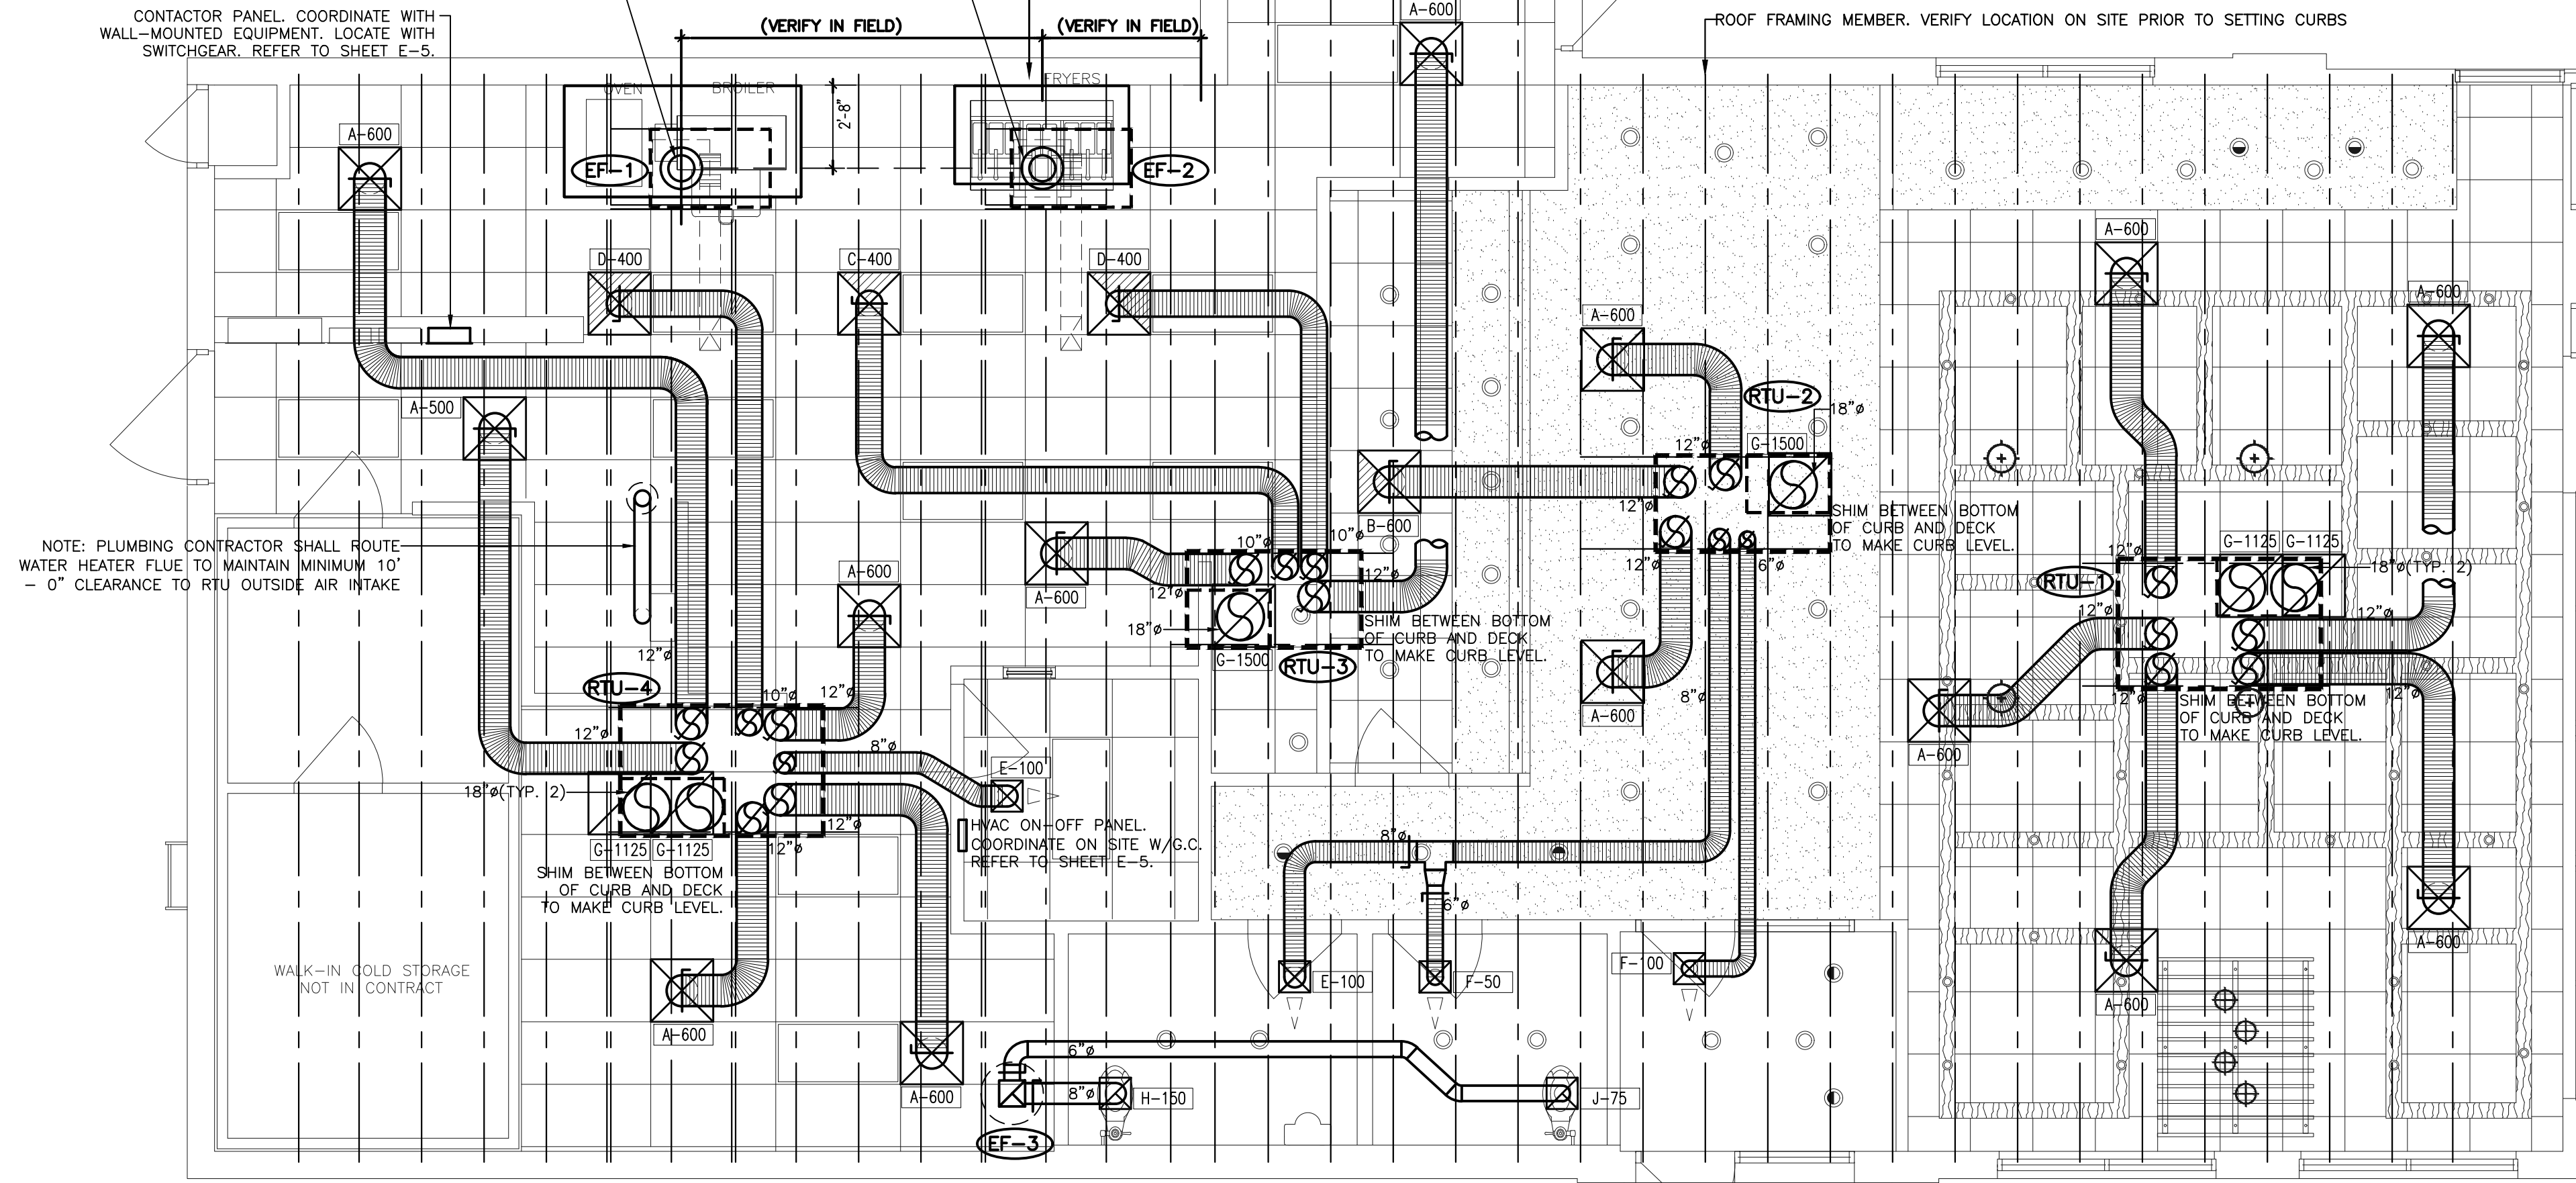 CONTACTOR PANEL. COORDINATE WITH
WALL-MOUNTED EQUIPMENT. LOCATE WITH
SWITCHGEAR. REFER TO SHEET E-5.
(VERIFY IN FIELD)
(VERIFY IN FIELD)
A-600
ROOF FRAMING MEMBER. VERIFY LOCATION ON SITE PRIOR TO SETTING CURBS
OVEN
BROILER
2'-8"
FRYERS
A-600
EF-1
EF-2
D-400
C-400
D-400
A-600
A-600
A-600
A-500
RTU-2
18"ø
12"ø
G-1500
12"ø
B-600
SHIM BETWEEN BOTTOM
OF CURB AND DECK
TO MAKE CURB LEVEL.
12"ø
6"ø
NOTE: PLUMBING CONTRACTOR SHALL ROUTE
WATER HEATER FLUE TO MAINTAIN MINIMUM 10'
- 0" CLEARANCE TO RTU OUTSIDE AIR INTAKE
10"ø
10"ø
12"ø
A-600
12"ø
18"ø
G-1500
RTU-3
SHIM BETWEEN BOTTOM
OF CURB AND DECK
TO MAKE CURB LEVEL.
A-600
G-1125
G-1125
12"ø
RTU-1
18"ø(TYP. 2)
12"ø
12"ø
12"ø
12"ø
SHIM BETWEEN BOTTOM
OF CURB AND DECK
TO MAKE CURB LEVEL.
A-600
12"ø
RTU-4
10"ø
12"ø
12"ø
8"ø
18"ø(TYP. 2)
12"ø
12"ø
G-1125
G-1125
SHIM BETWEEN BOTTOM
OF CURB AND DECK
TO MAKE CURB LEVEL.
E-100
HVAC ON-OFF PANEL.
COORDINATE ON SITE W/G.C.
REFER TO SHEET E-5.
8"ø
A-600
8"ø
6"ø
WALK-IN COLD STORAGE
NOT IN CONTRACT
A-600
A-600
E-100
F-50
F-100
A-600
A-600
6"ø
8"ø
H-150
J-75
EF-3